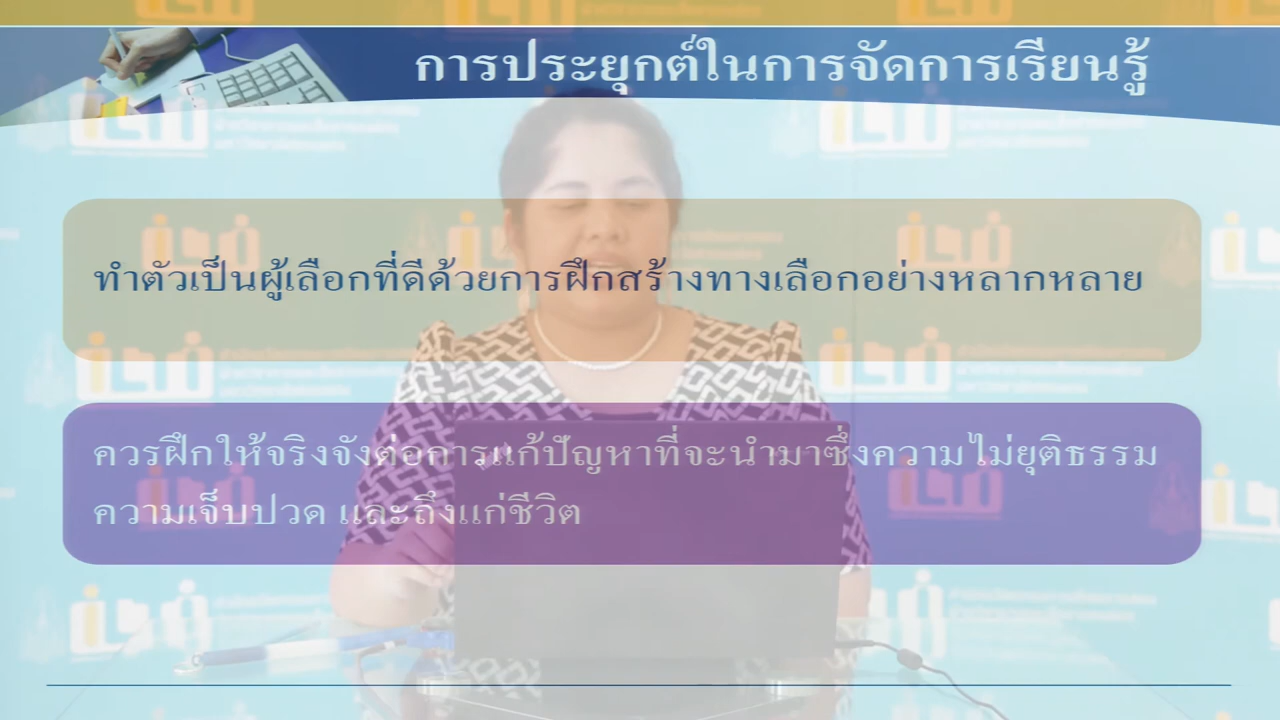 การประยุกต์ในการจัดการเรียนรู้
ทำตัวเป็นผู้เลือกที่ดีด้วยการฝึกสร้างทางเลือกอย่างหลากหลาย
ควรฝึกให้จริงจังต่อการแก้ปัญหาที่จะนำมาซึ่งความไม่ยุติธรรม
ความเจ็บปวด และถึงแก่ชีวิต